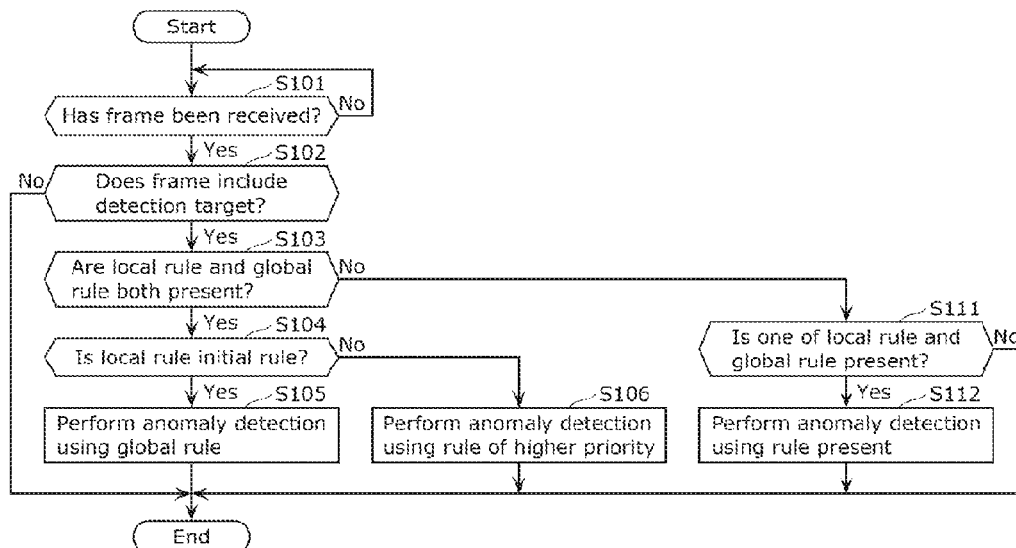 Start
S101
Has frame been received?
No
Yes
S102
No
Does frame include
detection target?
Yes
S103
Are local rule and global
rule both present?
No
Yes
S104
Is local rule initial rule?
No
S111
Is one of local rule and
global rule present?
No
Yes
S105
Perform anomaly detection
using global rule
S106
Perform anomaly detection
using rule of higher priority
Yes
S112
Perform anomaly detection
using rule present
End